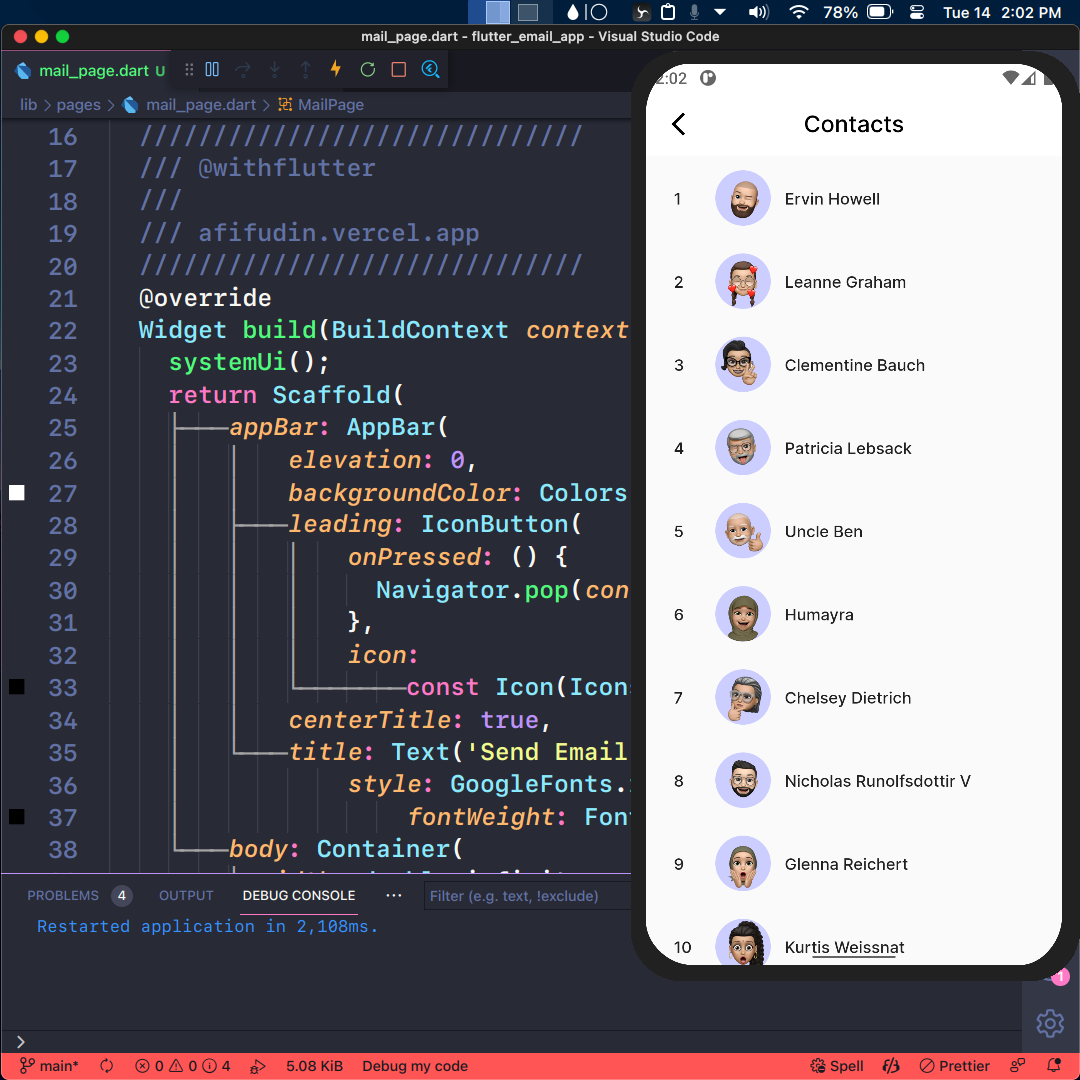 78%
Tue 14 2:02 PM
mail_page.dart - flutter_email_app - Visual Studio Code
mail_page.dart U
lib > pages > mail_page.dart > MailPage
16 //////////////////////////////
17 /// @withflutter
18 ///
19 /// afifudin.vercel.app
20 //////////////////////////////
21 @override
22 Widget build(BuildContext context
23 systemUi();
24 return Scaffold(
25 appBar: AppBar(
26 elevation: 0,
27 backgroundColor: Colors
28 leading: IconButton(
29 onPressed: () {
30 Navigator.pop(con
31 },
32 icon:
33 const Icon(Icon
34 centerTitle: true,
35 title: Text('Send Email
36 style: GoogleFonts.
37 fontWeight: Fon
38 body: Container(
PROBLEMS 4 OUTPUT DEBUG CONSOLE ... Filter (e.g. text, !exclude)
Restarted application in 2,108ms.
>
main* 0 0 4 5.08 KiB Debug my code Spell Prettier
2:02
Contacts
1 Ervin Howell
2 Leanne Graham
3 Clementine Bauch
4 Patricia Lebsack
5 Uncle Ben
6 Humayra
7 Chelsey Dietrich
8 Nicholas Runolfsdottir V
9 Glenna Reichert
10 Kurtis Weissnat
1